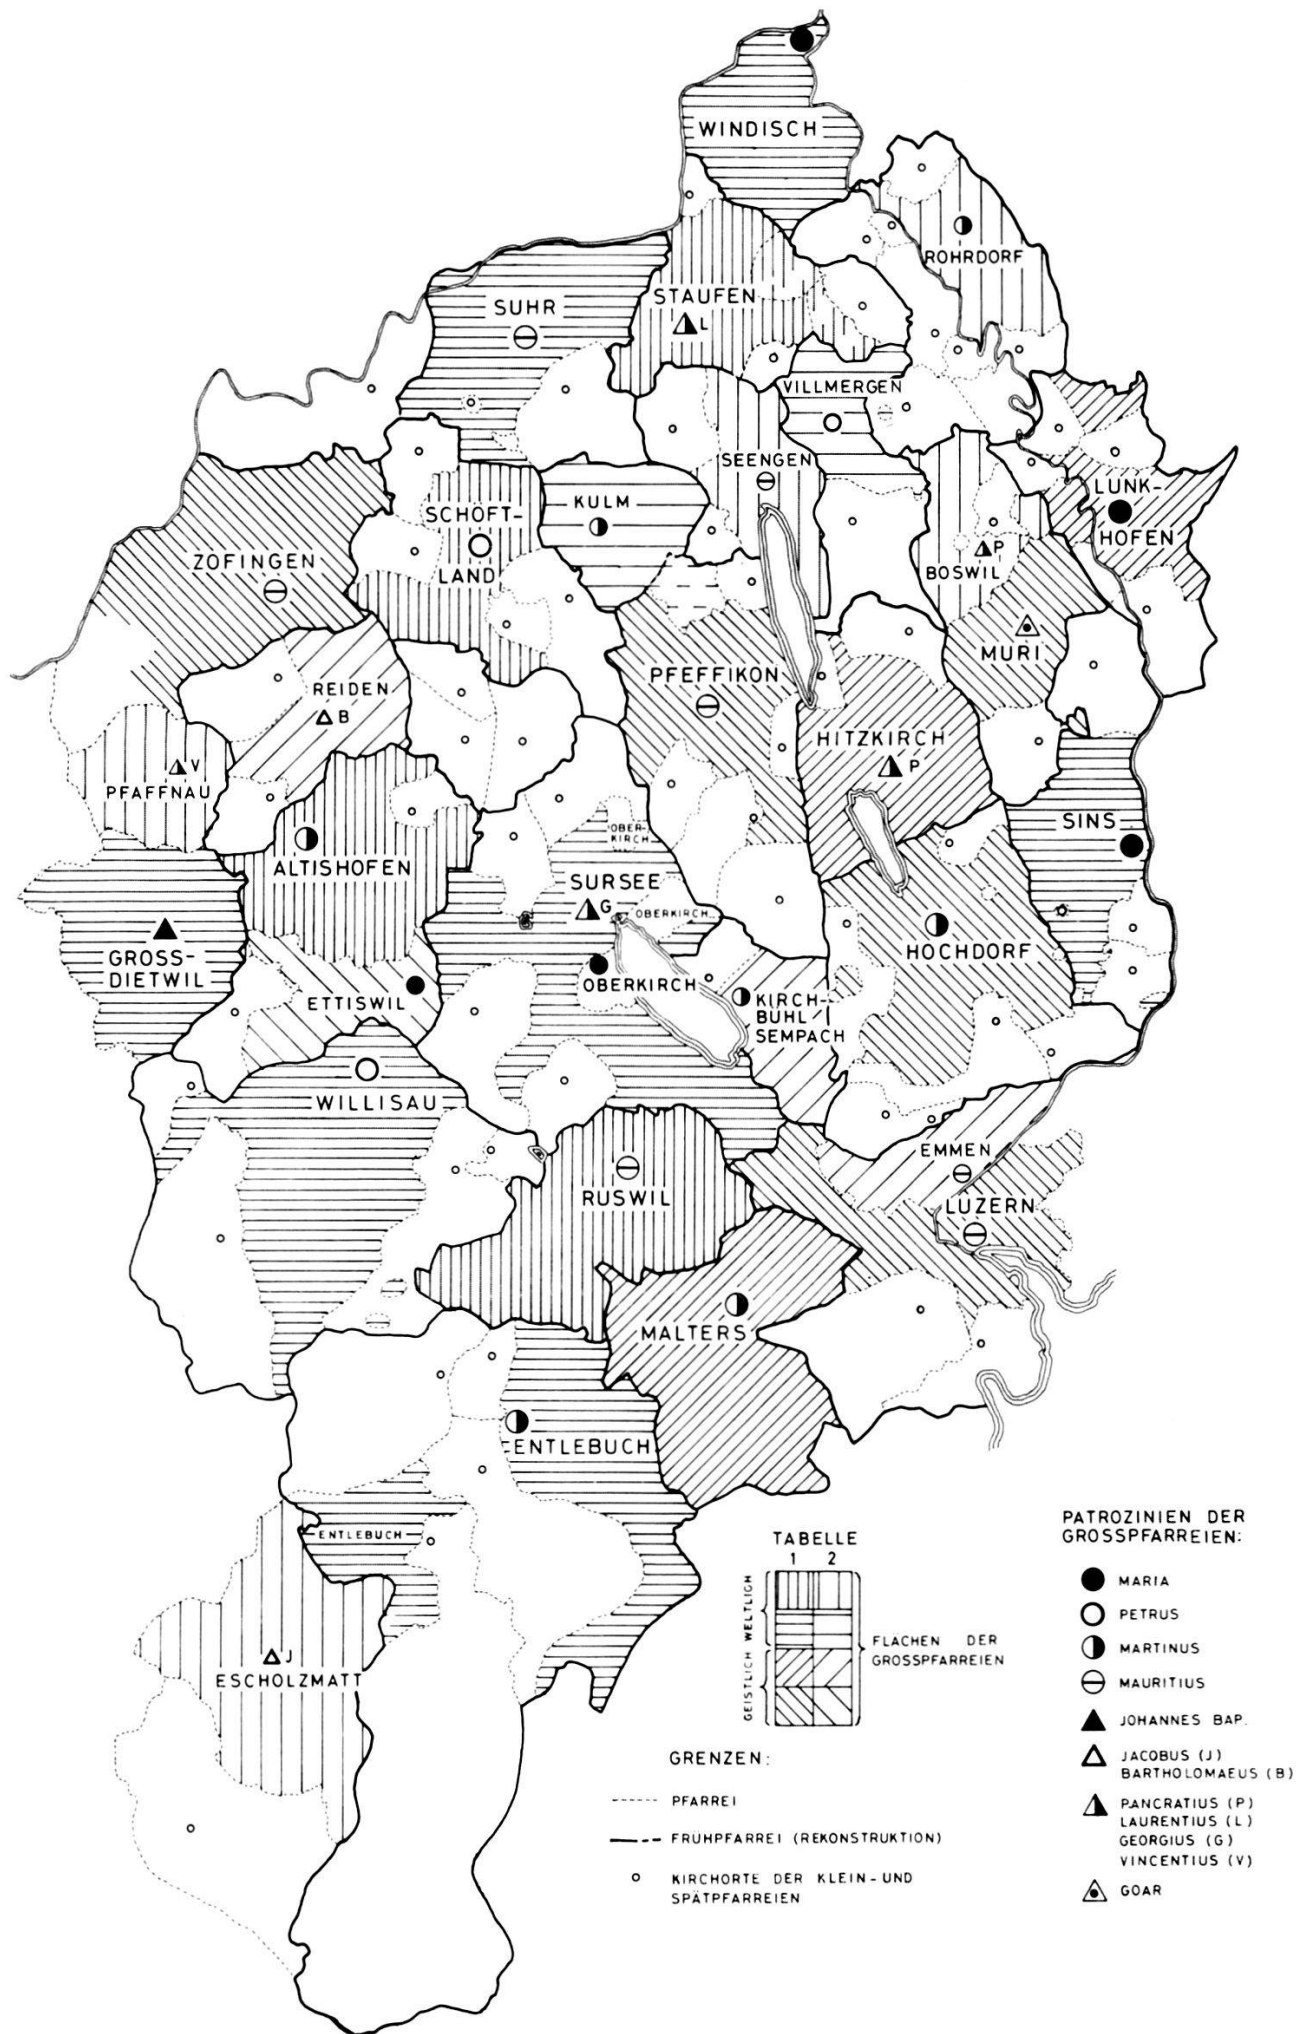 WINDISCH
ROHRDORF
SUHR
STAUFEN
L
VILLMERGEN
SEENGEN
LUNK-
HOFEN
KULM
SCHÖFT-
LAND
ZOFINGEN
P
BOSWIL
MURI
PFEFFIKON
REIDEN
B
HITZKIRCH
P
V
PFAFFNAU
SINS
OBER-
KIRCH
ALTISHOFEN
SURSEE
G
OBERKIRCH
HOCHDORF
GROSS-
DIETWIL
OBERKIRCH
ETTISWIL
KIRCH-
BÜHL
SEMPACH
WILLISAU
EMMEN
RUSWIL
LUZERN
MALTERS
ENTLEBUCH
ENTLEBUCH
J
ESCHOLZMATT
TABELLE
1 2
WELTLICH
GEISTLICH
FLÄCHEN DER
GROSSPFARREIEN
GRENZEN:
PFARREI
FRÜHPFARREI (REKONSTRUKTION)
KIRCHORTE DER KLEIN-UND
SPÄTPFARREIEN
PATROZINIEN DER
GROSSPFARREIEN:
MARIA
PETRUS
MARTINUS
MAURITIUS
JOHANNES BAP.
JACOBUS (J)
BARTHOLOMAEUS (B)
PANCRATIUS (P)
LAURENTIUS (L)
GEORGIUS (G)
VINCENTIUS (V)
GOAR